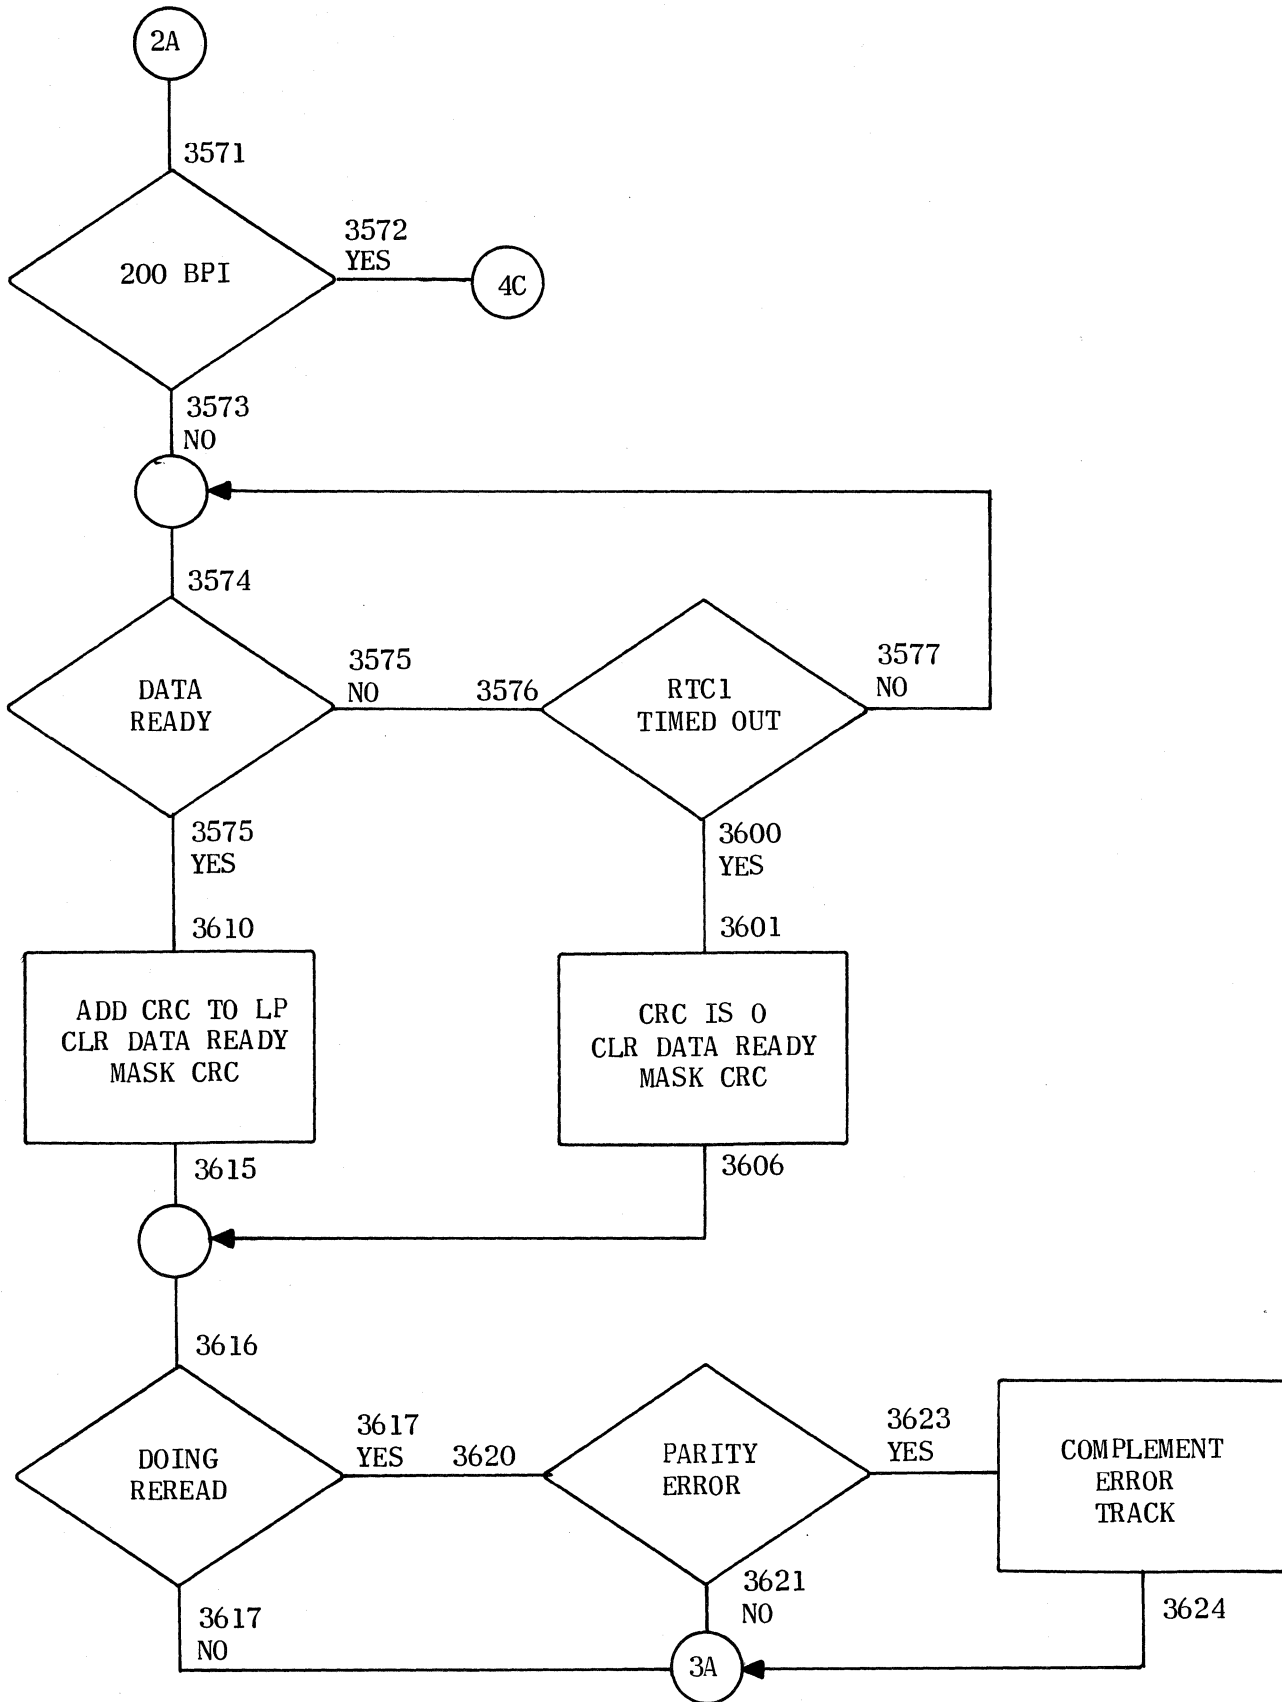 2A
3571
200 BPI
3572
YES
4C
3573
NO
3574
DATA
READY
3575
NO
3576
RTC1
TIMED OUT
3577
NO
3575
YES
3600
YES
3610
3601
ADD CRC TO LP
CLR DATA READY
MASK CRC
CRC IS 0
CLR DATA READY
MASK CRC
3615
3606
3616
DOING
REREAD
3617
YES
3620
PARITY
ERROR
3623
YES
COMPLEMENT
ERROR
TRACK
3617
NO
3621
NO
3624
3A